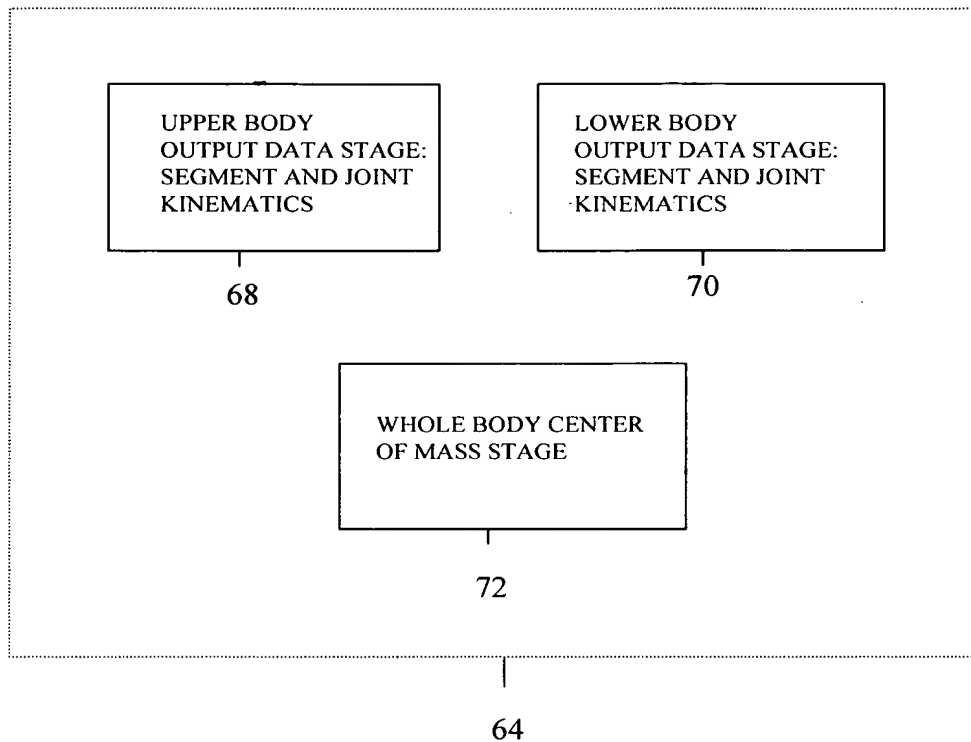 UPPER BODY
OUTPUT DATA STAGE:
SEGMENT AND JOINT
KINEMATICS
68
LOWER BODY
OUTPUT DATA STAGE:
SEGMENT AND JOINT
KINEMATICS
70
WHOLE BODY CENTER
OF MASS STAGE
72
64